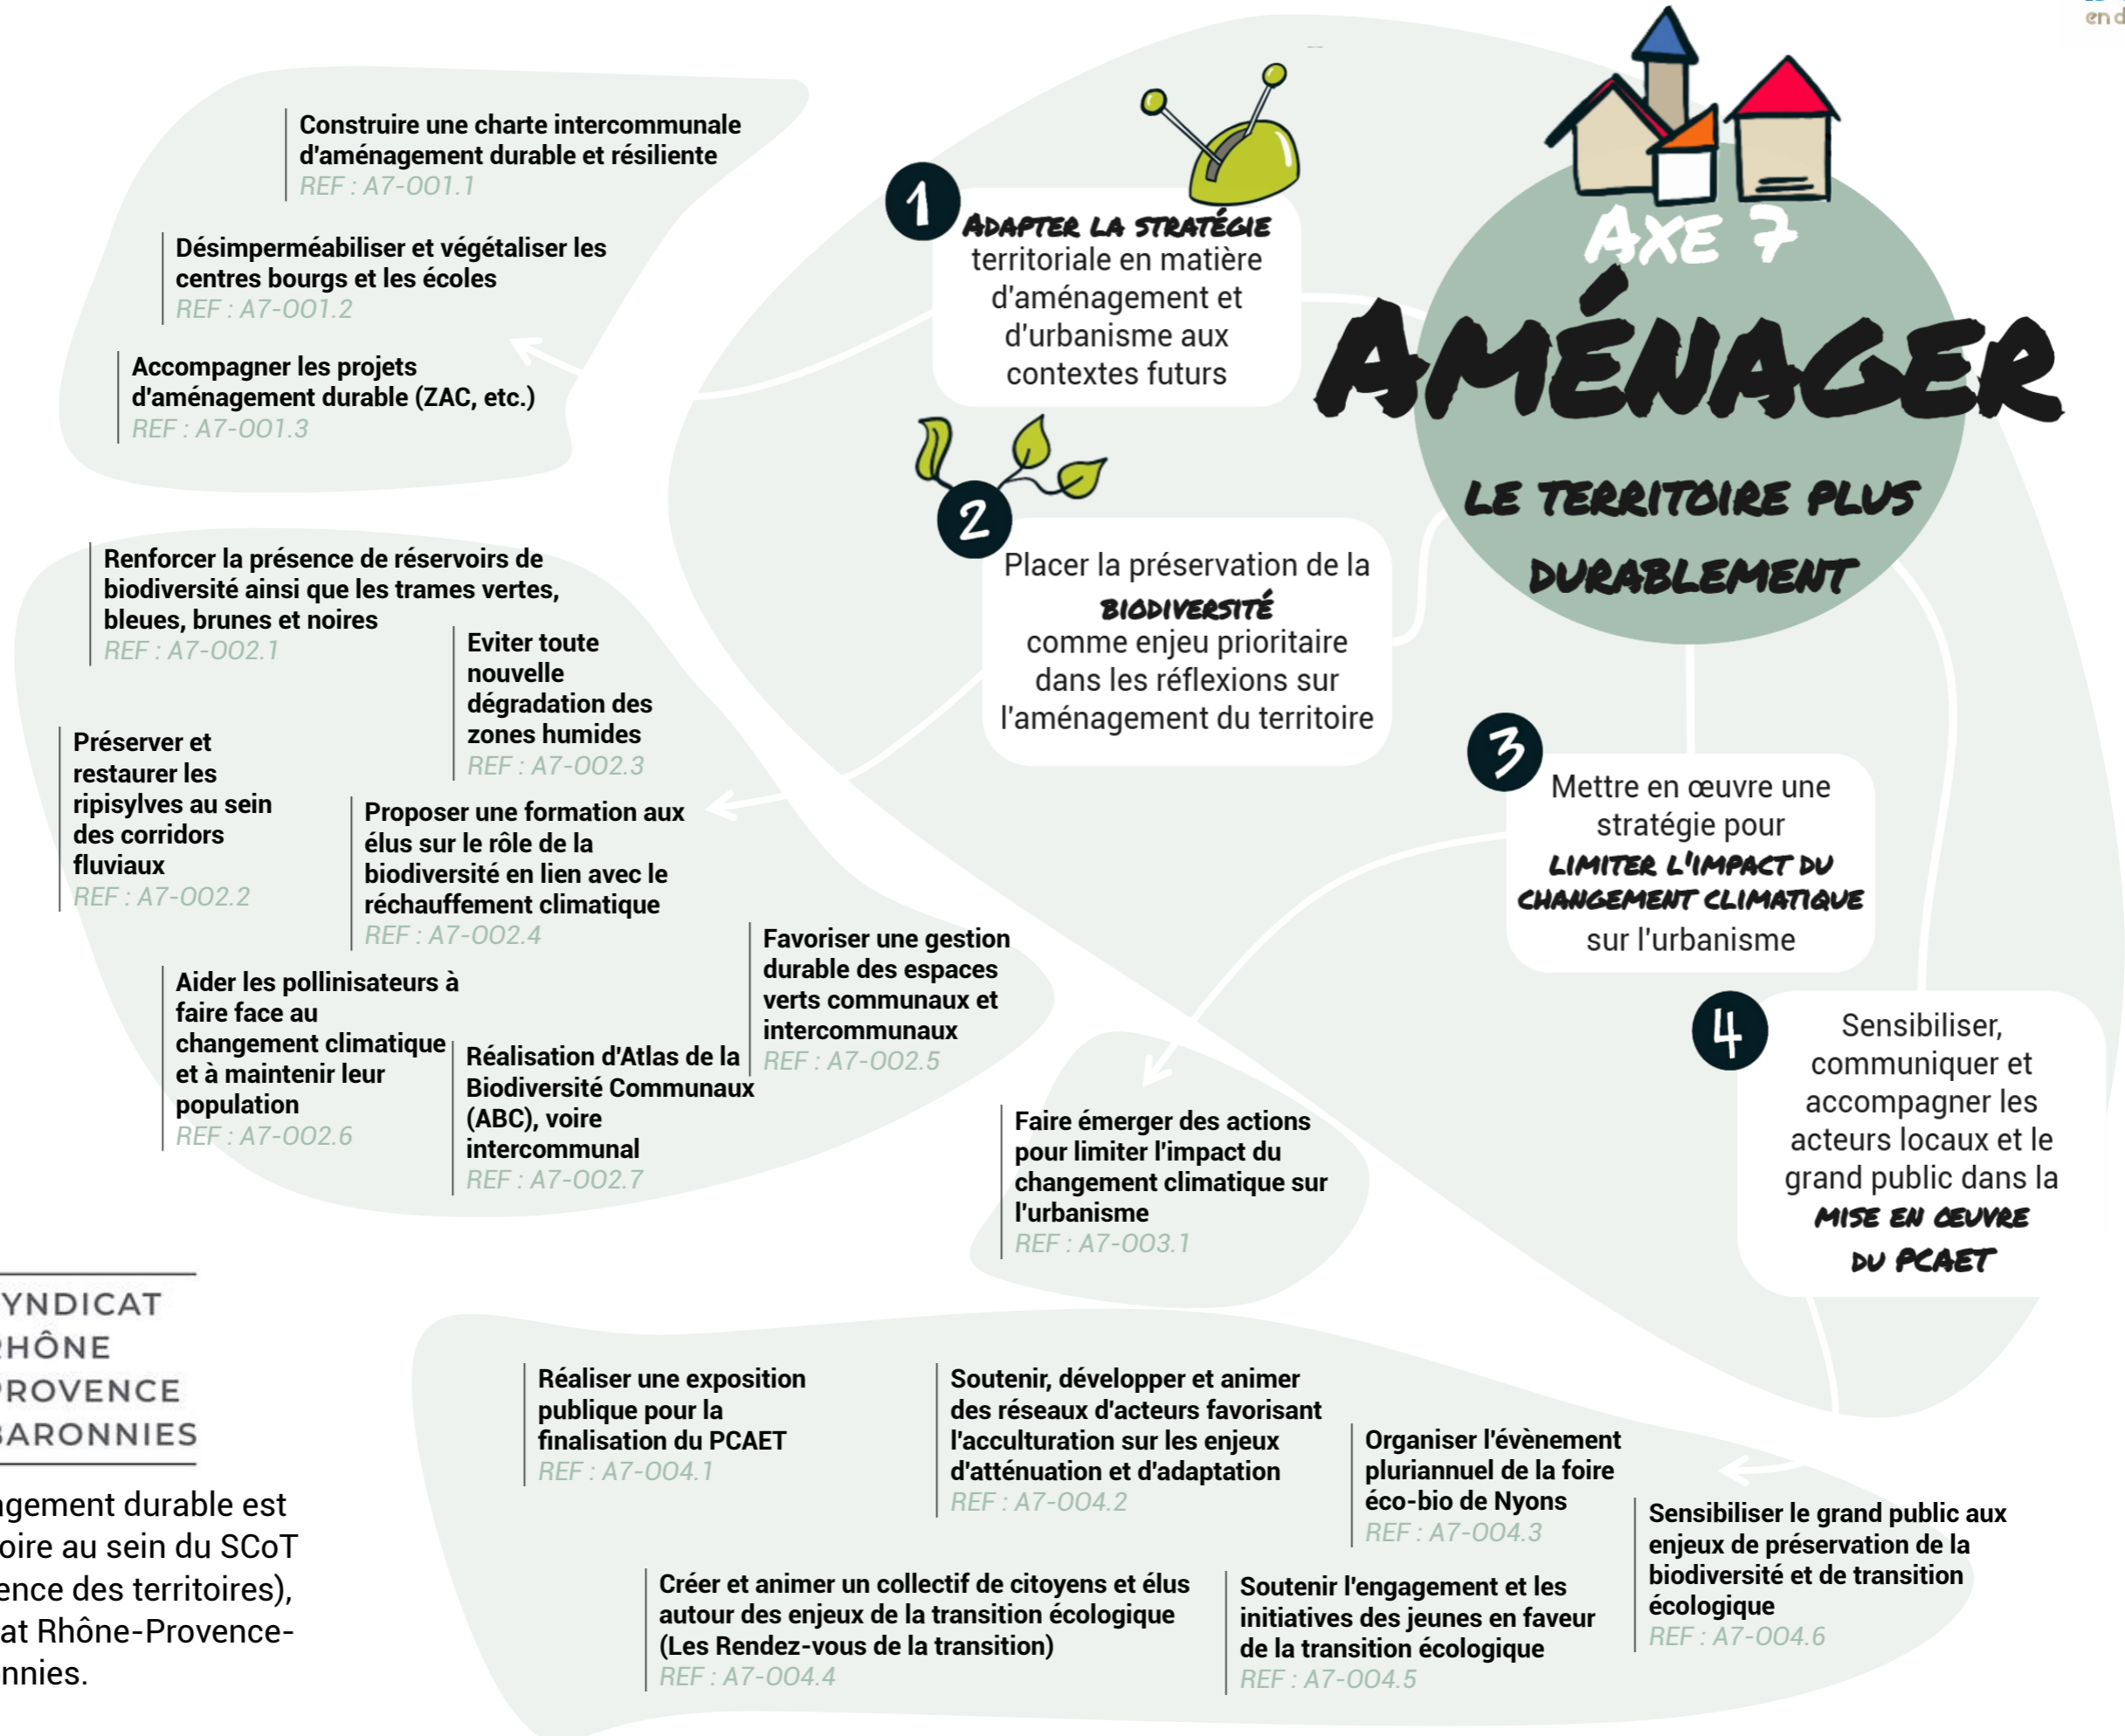 en d
AXE 7
AMÉNAGER
LE TERRITOIRE PLUS
DURABLEMENT
1
ADAPTER LA STRATÉGIE
territoriale en matière
d'aménagement et
d'urbanisme aux
contextes futurs
Construire une charte intercommunale
d'aménagement durable et résiliente
REF : A7-001.1
Désimperméabiliser et végétaliser les
centres bourgs et les écoles
REF : A7-001.2
Accompagner les projets
d'aménagement durable (ZAC, etc.)
REF : A7-001.3
2
Placer la préservation de la
BIODIVERSITÉ
comme enjeu prioritaire
dans les réflexions sur
l'aménagement du territoire
Renforcer la présence de réservoirs de
biodiversité ainsi que les trames vertes,
bleues, brunes et noires
REF : A7-002.1
Préserver et
restaurer les
ripisylves au sein
des corridors
fluviaux
REF : A7-002.2
Eviter toute
nouvelle
dégradation des
zones humides
REF : A7-002.3
Proposer une formation aux
élus sur le rôle de la
biodiversité en lien avec le
réchauffement climatique
REF : A7-002.4
Favoriser une gestion
durable des espaces
verts communaux et
intercommunaux
REF : A7-002.5
Aider les pollinisateurs à
faire face au
changement climatique
et à maintenir leur
population
REF : A7-002.6
Réalisation d'Atlas de la
Biodiversité Communaux
(ABC), voire
intercommunal
REF : A7-002.7
3
Mettre en œuvre une
stratégie pour
LIMITER L'IMPACT DU
CHANGEMENT CLIMATIQUE
sur l'urbanisme
Faire émerger des actions
pour limiter l'impact du
changement climatique sur
l'urbanisme
REF : A7-003.1
4
Sensibiliser,
communiquer et
accompagner les
acteurs locaux et le
grand public dans la
MISE EN ŒUVRE
DU PCAET
Réaliser une exposition
publique pour la
finalisation du PCAET
REF : A7-004.1
Soutenir, développer et animer
des réseaux d'acteurs favorisant
l'acculturation sur les enjeux
d'atténuation et d'adaptation
REF : A7-004.2
Organiser l'évènement
pluriannuel de la foire
éco-bio de Nyons
REF : A7-004.3
Créer et animer un collectif de citoyens et élus
autour des enjeux de la transition écologique
(Les Rendez-vous de la transition)
REF : A7-004.4
Soutenir l'engagement et les
initiatives des jeunes en faveur
de la transition écologique
REF : A7-004.5
Sensibiliser le grand public aux
enjeux de préservation de la
biodiversité et de transition
écologique
REF : A7-004.6
YNDICAT
RHÔNE
PROVENCE
BARONNIES
agement durable est
oire au sein du SCoT
ence des territoires),
at Rhône-Provence-
nnies.